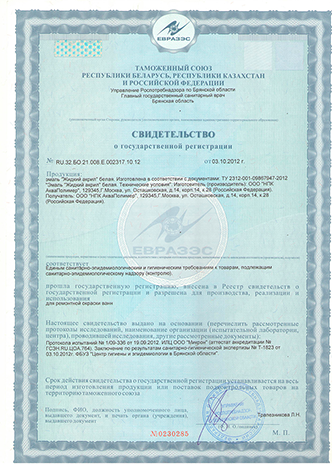 ЕВРАЗЭС
ТАМОЖЕННЫЙ СОЮЗ
РЕСПУБЛИКИ БЕЛАРУСЬ, РЕСПУБЛИКИ КАЗАХСТАН
И РОССИЙСКОЙ ФЕДЕРАЦИИ
Управление Роспотребнадзора по Брянской области
Главный государственный санитарный врач
Брянская область
СВИДЕТЕЛЬСТВО
о государственной регистрации
№ RU.32.БО.21.008.Е.002317.10.12 от 03.10.2012 г.
Продукция
эмаль "Жидкий акрил" белая. Изготовлена в соответствии с документами: ТУ 2312-001-09867947-2012
"Эмаль "Жидкий акрил" белая. Технические условия". Изготовитель (производитель): ООО "НПК
АкваПолимер", 129345, Г.Москва, ул. Осташковская, д.14, корп.14, к.28 (Российская Федерация).
Получатель: ООО "НПК АкваПолимер", 129345, Г.Москва, ул. Осташковская, д.14, корп.14, к.28
(Российская Федерация).
ЕВРАЗЭС
соответствует
Единым санитарно-эпидемиологическим и гигиеническим требованиям к товарам, подлежащим
санитарно-эпидемиологическому надзору (контролю).
прошла государственную регистрацию, внесена в Реестр свидетельств о
государственной регистрации и разрешена для производства, реализации и
использования
для ремонтной окраски ванн
Настоящее свидетельство выдано на основании (перечислить рассмотренные
протоколы исследований, наименование организации (испытательной лаборатории,
центра), проводившей исследования, другие рассмотренные документы):
Протокола испытаний № 1/09-336 от 19.09.2012, ИЛЦ ООО "Микрон" (аттестат аккредитации №
ГСЭН.RU.ЦОА.764). Заключение по результатам санитарно-эпидемиологической экспертизы № Т-1823 от
03.10.2012г. ФБУЗ "Центр гигиены и эпидемиологии в Брянской области".
Срок действия свидетельства о государственной регистрации устанавливается на весь
период изготовления продукции или поставок подконтрольных товаров на
территорию таможенного союза
Подпись, ФИО, должность уполномоченного лица,
выдавшего документ, и печать органа (учреждения),
выдавшего документ
Трапезникова Л.Н.
№ 0230285